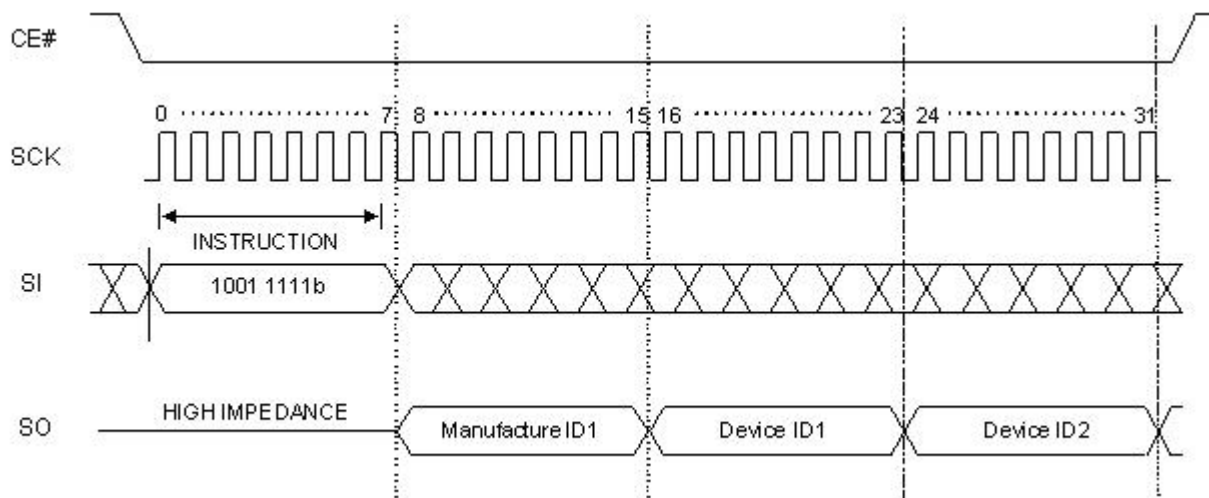 CE#
0 7 8 15 16 23 24 31
SCK
INSTRUCTION
SI 1001 1111b
HIGH IMPEDANCE
SO Manufacture ID1 Device ID1 Device ID2